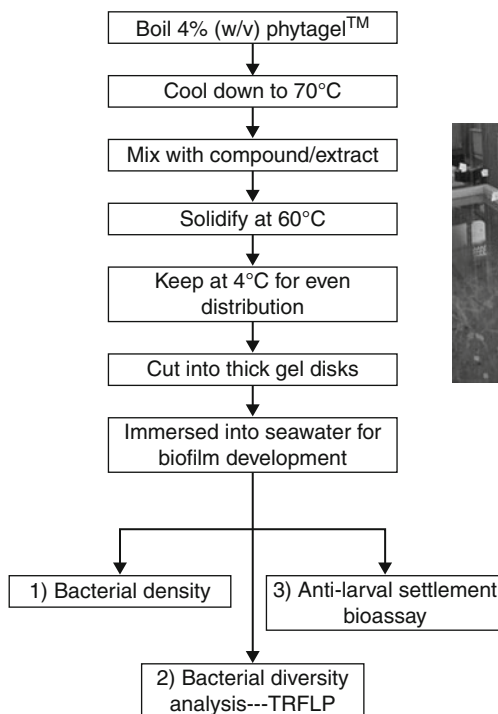 Boil 4% (w/v) phytagel™
Cool down to 70°C
Mix with compound/extract
Solidify at 60°C
Keep at 4°C for even
distribution
Cut into thick gel disks
Immersed into seawater for
biofilm development
1) Bacterial density
3) Anti-larval settlement
bioassay
2) Bacterial diversity
analysis---TRFLP